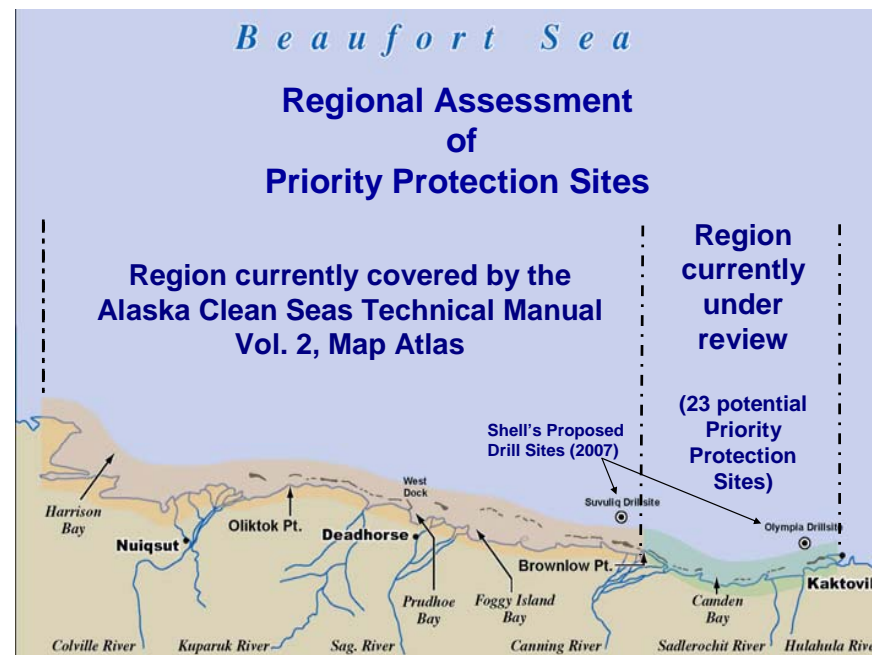 Beaufort Sea
Regional Assessment
of
Priority Protection Sites
Region currently covered by the
Alaska Clean Seas Technical Manual
Vol. 2, Map Atlas
Region
currently
under
review
(23 potential
Priority
Protection
Sites)
Shell's Proposed
Drill Sites (2007)
Suvuliq Drillsite
Olympia Drillsite
West
Dock
Harrison
Bay
Oliktok Pt.
Nuiqsut
Deadhorse
Brownlow Pt.
Kaktovi
Prudhoe
Bay
Foggy Island
Bay
Camden
Bay
Colville River
Kuparuk River
Sag. River
Canning River
Sadlerochit River
Hulahula Rive